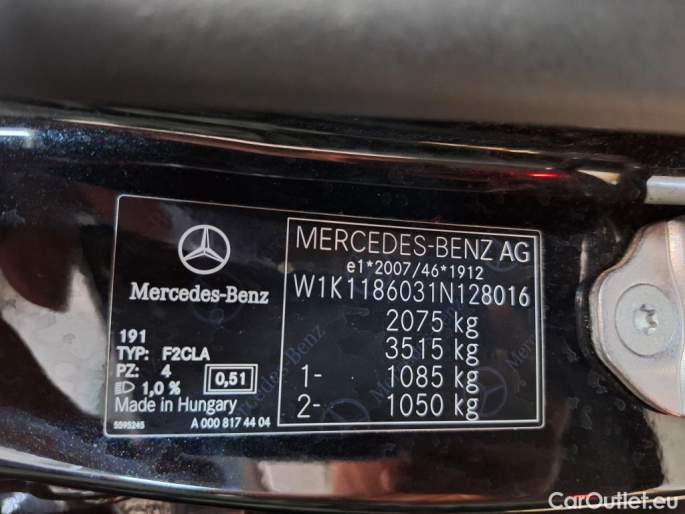 Mercedes-Benz
191
TYP: F2CLA
PZ: 4
1,0 % 0,51
Made in Hungary
5595245 A 000 817 44 04
MERCEDES-BENZ AG
e1*2007/46*1912
W1K1186031N128016
2075 kg
3515 kg
1- 1085 kg
2- 1050 kg
Mercedes-Benz
CarOutlet.eu